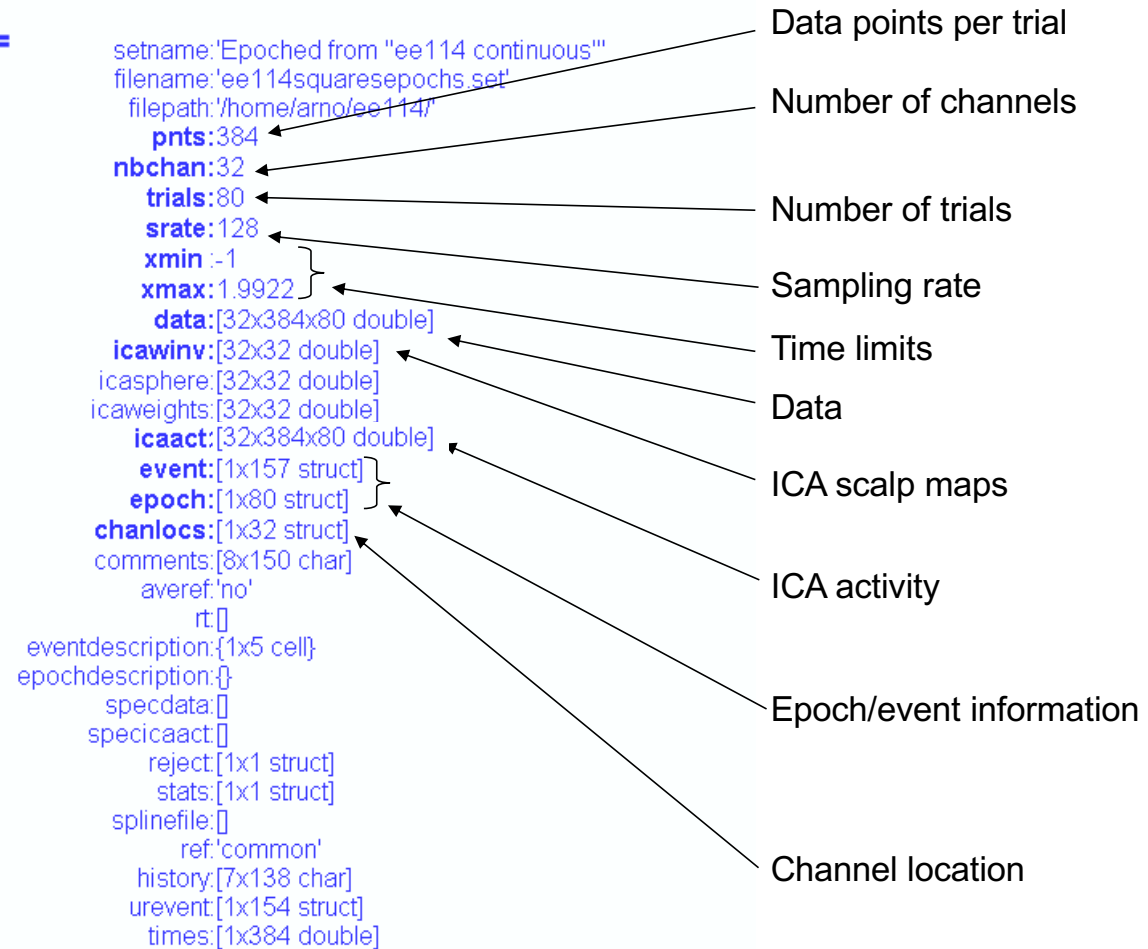 =
setname:'Epoched from "ee114 continuous"'
filename:'ee114squaresepochs.set'
filepath:'/home/arno/ee114/'
pnts:384
nbchan:32
trials:80
srate:128
xmin :-1
xmax:1.9922
data:[32x384x80 double]
icawinv:[32x32 double]
icasphere:[32x32 double]
icaweights:[32x32 double]
icaact:[32x384x80 double]
event:[1x157 struct]
epoch:[1x80 struct]
chanlocs:[1x32 struct]
comments:[8x150 char]
averef:'no'
rt:[]
eventdescription:{1x5 cell}
epochdescription:{}
specdata:[]
specicaact:[]
reject:[1x1 struct]
stats:[1x1 struct]
splinefile:[]
ref:'common'
history:[7x138 char]
urevent:[1x154 struct]
times:[1x384 double]
Data points per trial
Number of channels
Number of trials
Sampling rate
Time limits
Data
ICA scalp maps
ICA activity
Epoch/event information
Channel location